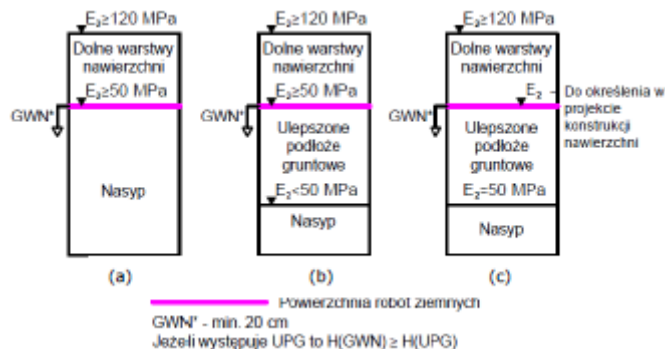 E₂≥120 MPa
Dolne warstwy
nawierzchni
E₂≥50 MPa
GWN*
Nasyp
(a)
E₂≥120 MPa
Dolne warstwy
nawierzchni
E₂≥50 MPa
GWN*
Ulepszone
podłoże
gruntowe
E₂<50 MPa
Nasyp
(b)
E₂≥120 MPa
Dolne warstwy
nawierzchni
E₂
GWN*
Do określenia w
projekcie
konstrukcji
nawierzchni
Ulepszone
podłoże
gruntowe
E₂=50 MPa
Nasyp
(c)
Powierzchnia robót ziemnych
GWN* - min. 20 cm
Jeżeli występuje UPG to H(GWN) ≥ H(UPG)